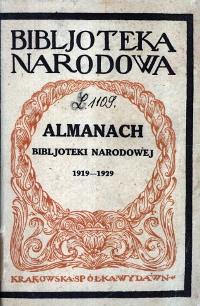 BIBLJOTEKA
NARODOWA
Ł. 1109.
ALMANACH
BIBLJOTEKI NARODOWEJ
1919—1929
KRAKOWSKA·SPÓŁKA·WYDAWN·